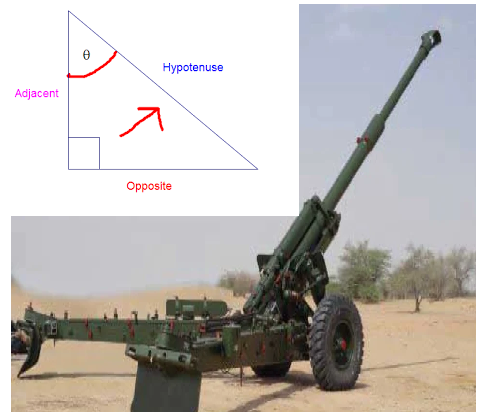 θ
Hypotenuse
Adjacent
Opposite